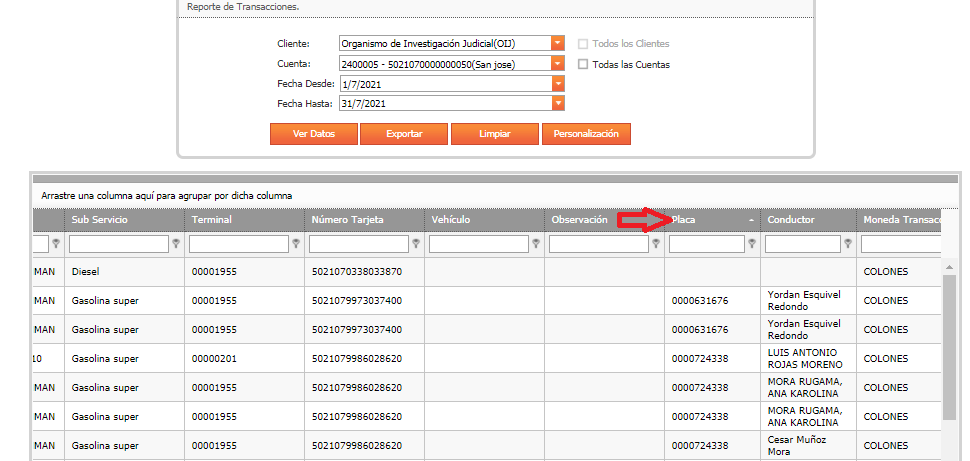 Reporte de Transacciones.
Cliente: Organismo de Investigación Judicial(OIJ) Todos los Clientes
Cuenta: 2400005 - 5021070000000050(San jose) Todas las Cuentas
Fecha Desde: 1/7/2021
Fecha Hasta: 31/7/2021
Ver Datos Exportar Limpiar Personalización
Arrastre una columna aquí para agrupar por dicha columna
Sub Servicio Terminal Número Tarjeta Vehículo Observación Placa Conductor Moneda Transacc
MAN Diesel 00001955 5021070338033870 COLONES
MAN Gasolina super 00001955 5021079973037400 0000631676 Yordan Esquivel Redondo COLONES
MAN Gasolina super 00001955 5021079973037400 0000631676 Yordan Esquivel Redondo COLONES
10 Gasolina super 00000201 5021079986028620 0000724338 LUIS ANTONIO ROJAS MORENO COLONES
MAN Gasolina super 00001955 5021079986028620 0000724338 MORA RUGAMA, ANA KAROLINA COLONES
MAN Gasolina super 00001955 5021079986028620 0000724338 MORA RUGAMA, ANA KAROLINA COLONES
MAN Gasolina super 00001955 5021079986028620 0000724338 Cesar Muñoz Mora COLONES